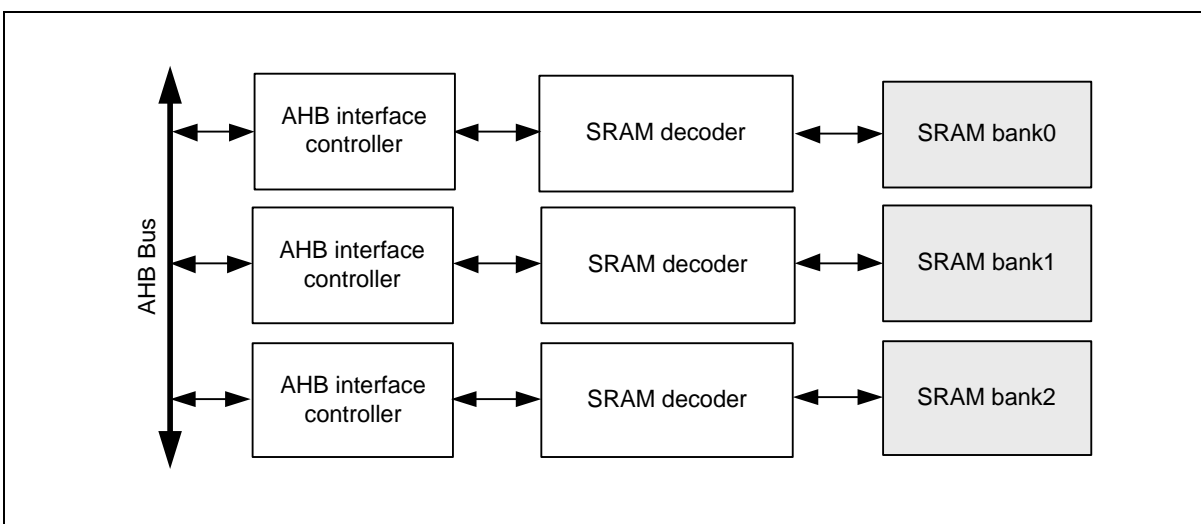 AHB Bus
AHB interface
controller
SRAM decoder
SRAM bank0
AHB interface
controller
SRAM decoder
SRAM bank1
AHB interface
controller
SRAM decoder
SRAM bank2